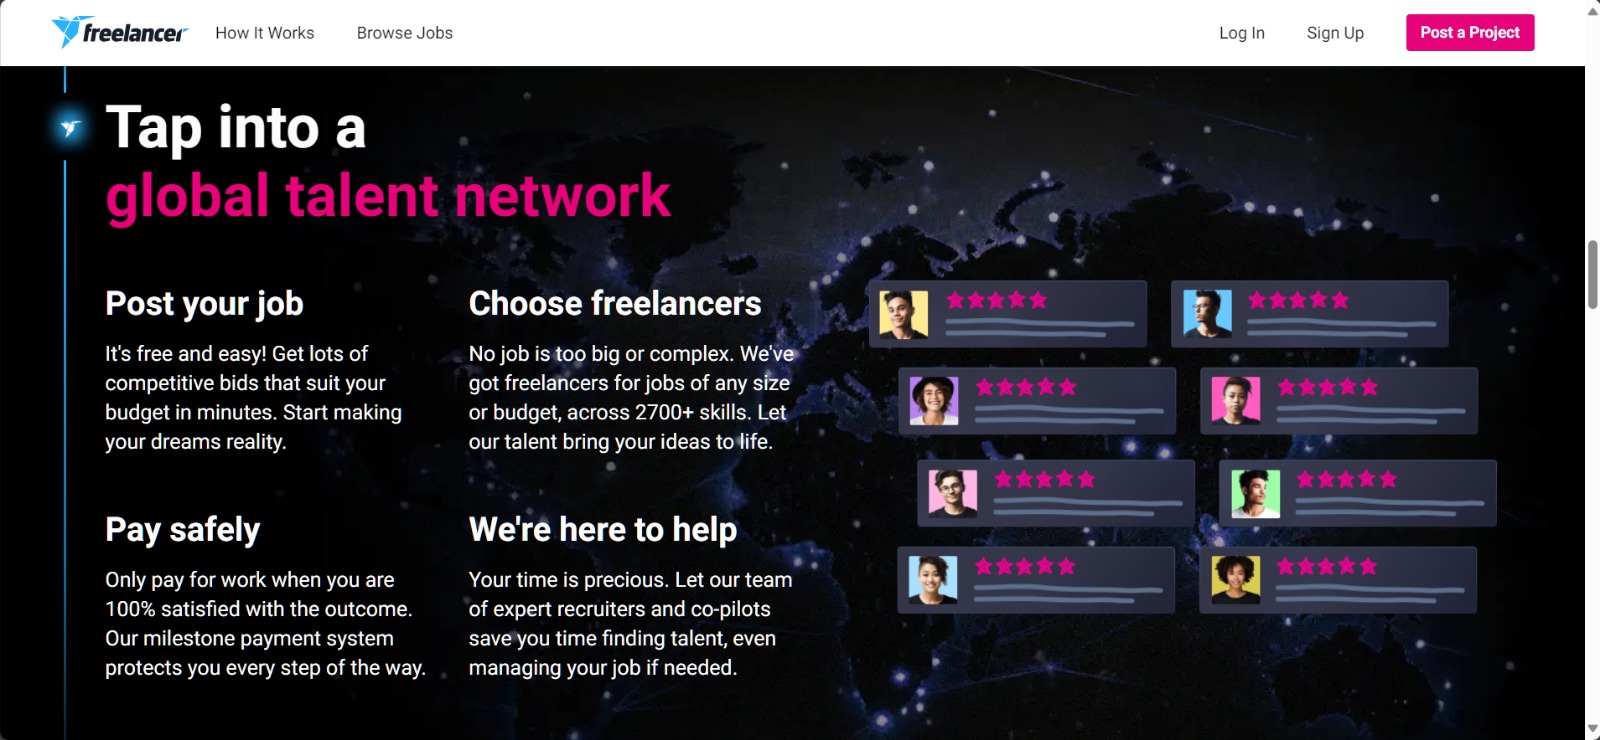 freelancer
How It Works
Browse Jobs
Log In
Sign Up
Post a Project
Tap into a
global talent network
Post your job
It's free and easy! Get lots of
competitive bids that suit your
budget in minutes. Start making
your dreams reality.
Choose freelancers
No job is too big or complex. We've
got freelancers for jobs of any size
or budget, across 2700+ skills. Let
our talent bring your ideas to life.
Pay safely
Only pay for work when you are
100% satisfied with the outcome.
Our milestone payment system
protects you every step of the way.
We're here to help
Your time is precious. Let our team
of expert recruiters and co-pilots
save you time finding talent, even
managing your job if needed.